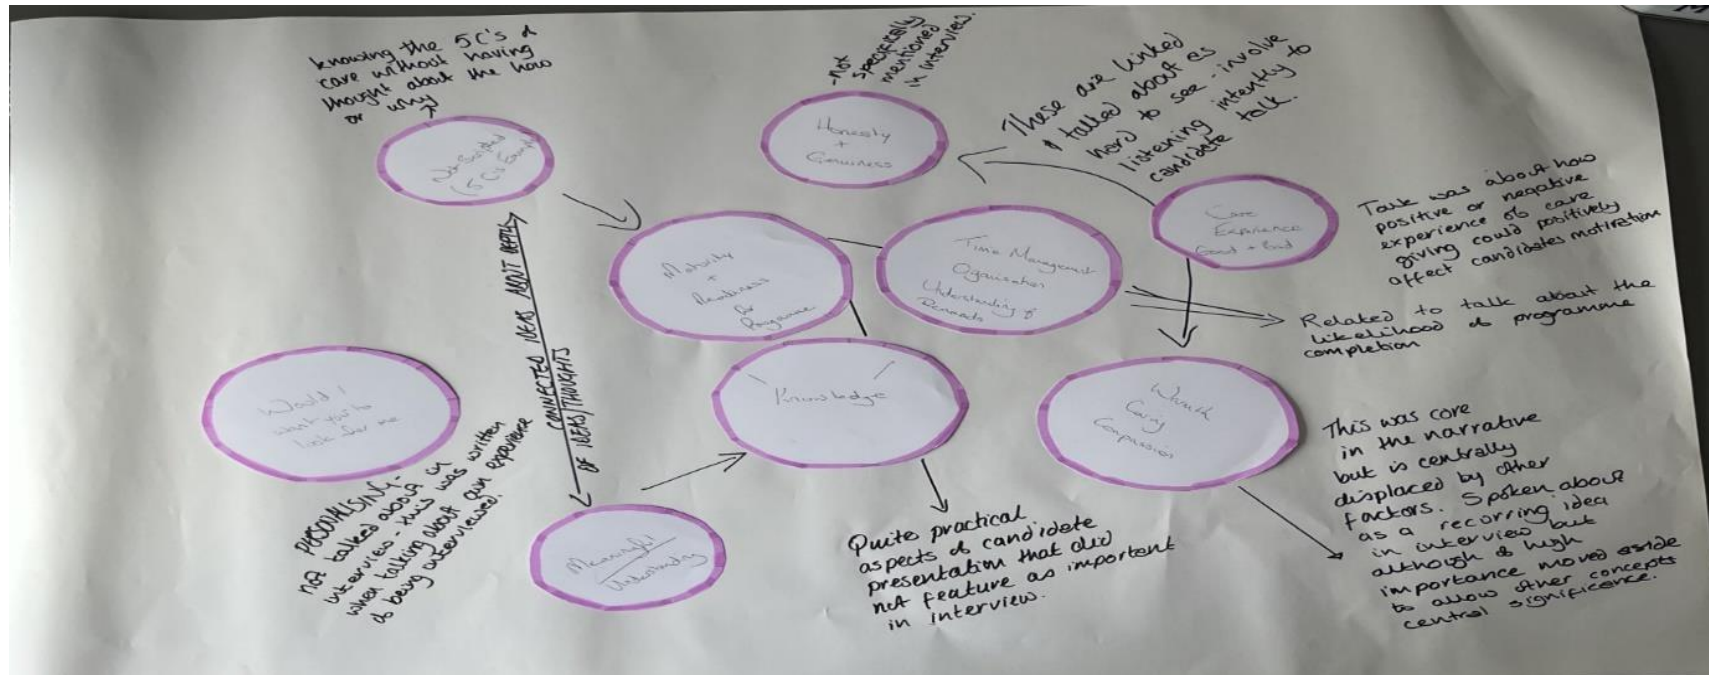 knowing the 5C's of
care without having
thought about the how
or why
Not Scripted
(5 C's Example)
- not
specifically
mentioned
in interview.
Honesty
+
Genuiness
These are linked
& talked about as
hard to see - involve
listening intently to
candidate talk.
Care
Experience
Good + Bad
Talk was about how
positive or negative
experience of care
giving could positively
affect candidates motivation
Maturity
+
Readiness
for
Programme
Time Management
Organisation
Understanding of
Demands
Related to talk about the
likelihood of programme
completion
CONNECTED IDEAS ABOUT DEPTH
OF IDEAS/THOUGHTS
Would I
want you to
look for me
PERSONALISING-
not talked about in
interview - this was written
when talking about own experience
of being interviewed.
Knowledge
Warmth
Caring
Compassion
This was core
in the narrative
but is centrally
displaced by other
factors. Spoken about
as a recurring idea
in interview but
although of high
importance moved aside
to allow other concepts
central significance.
Meaningful
Understanding
Quite practical
aspects of candidate
presentation that did
not feature as important
in interview.